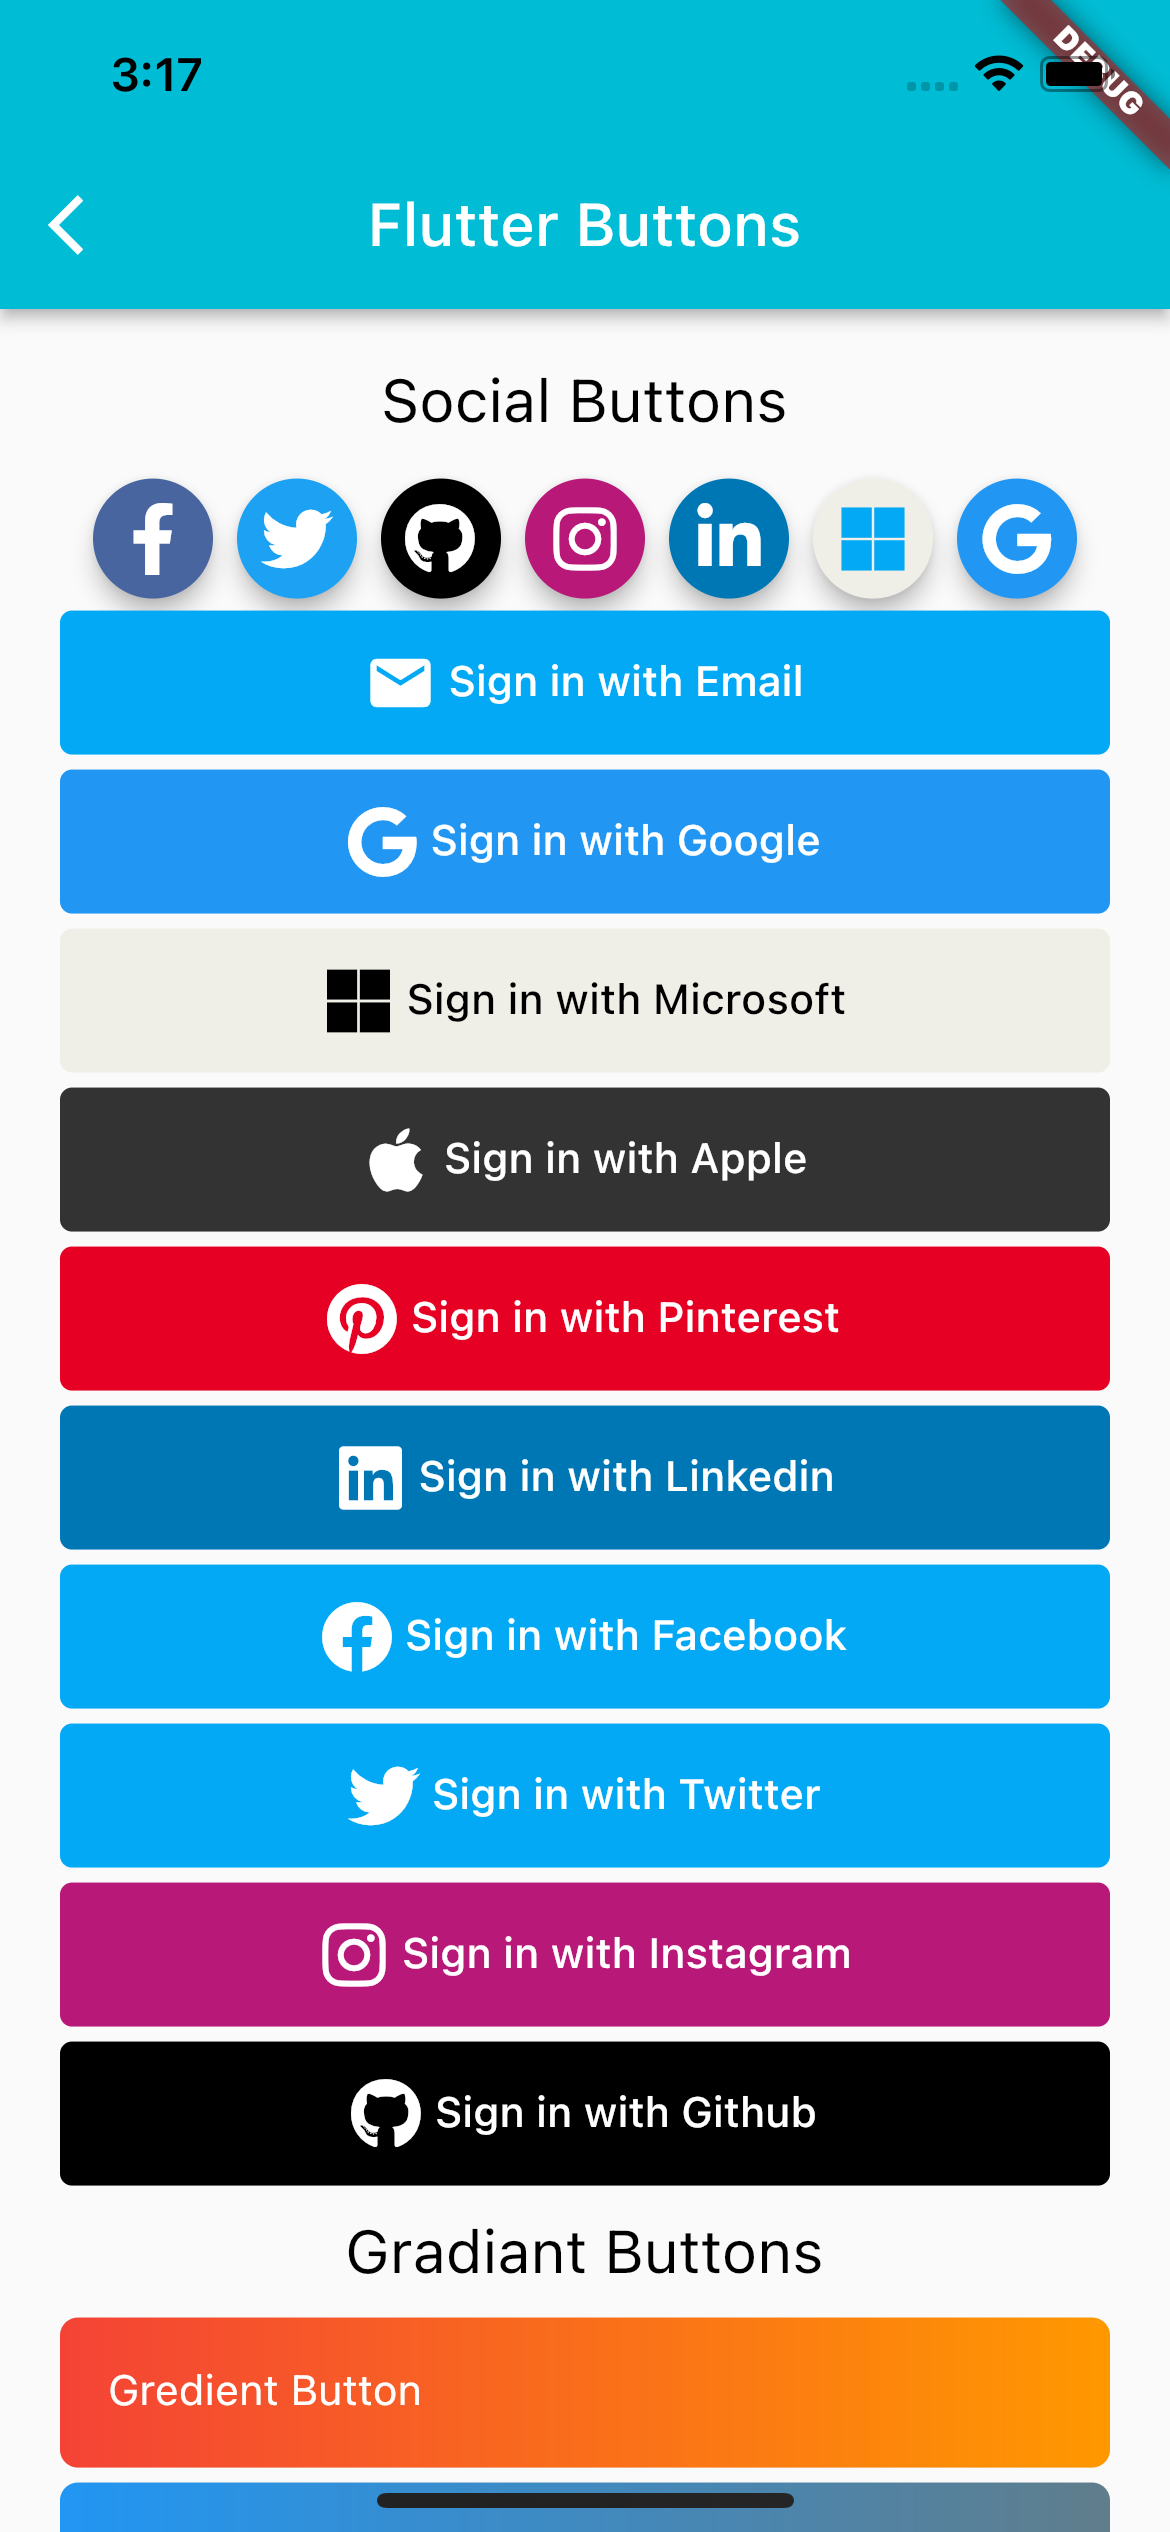 3:17
DEBUG
Flutter Buttons
Social Buttons
Sign in with Email
Sign in with Google
Sign in with Microsoft
Sign in with Apple
Sign in with Pinterest
Sign in with Linkedin
Sign in with Facebook
Sign in with Twitter
Sign in with Instagram
Sign in with Github
Gradiant Buttons
Gredient Button